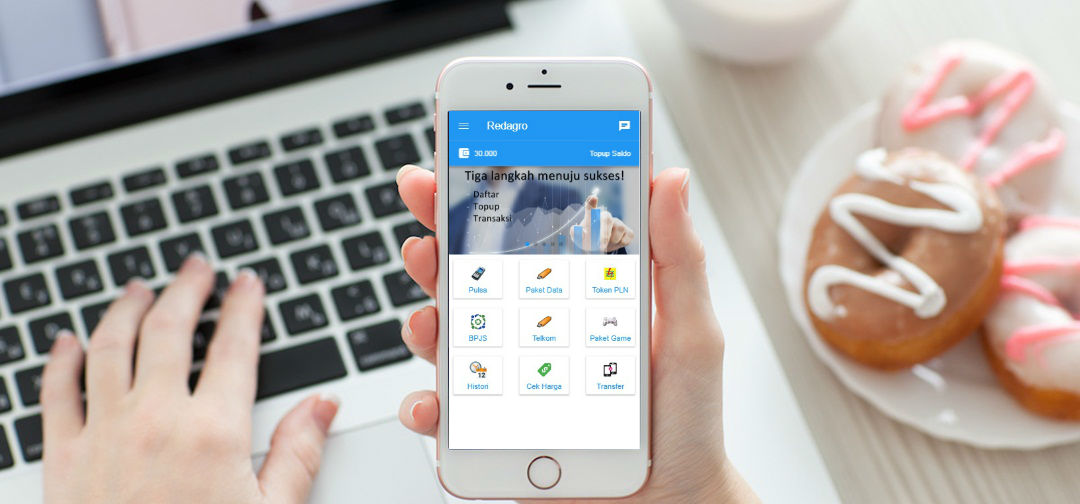 Redagro
30.000
Topup Saldo
Tiga langkah menuju sukses!
Daftar
Topup
Transaksi
Pulsa
Paket Data
Token PLN
BPJS
Telkom
Paket Game
12
Histori
Cek Harga
Transfer